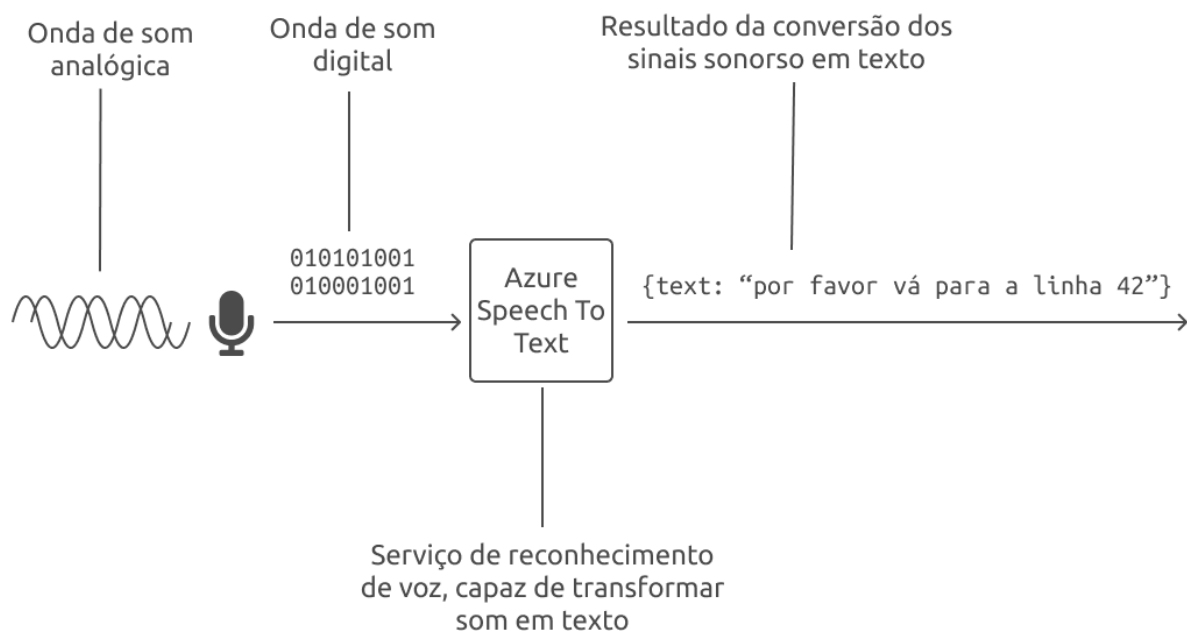 Onda de som
analógica
Onda de som
digital
Resultado da conversão dos
sinais sonorso em texto
010101001
010001001
Azure
Speech To
Text
{text: “por favor vá para a linha 42”}
Serviço de reconhecimento
de voz, capaz de transformar
som em texto